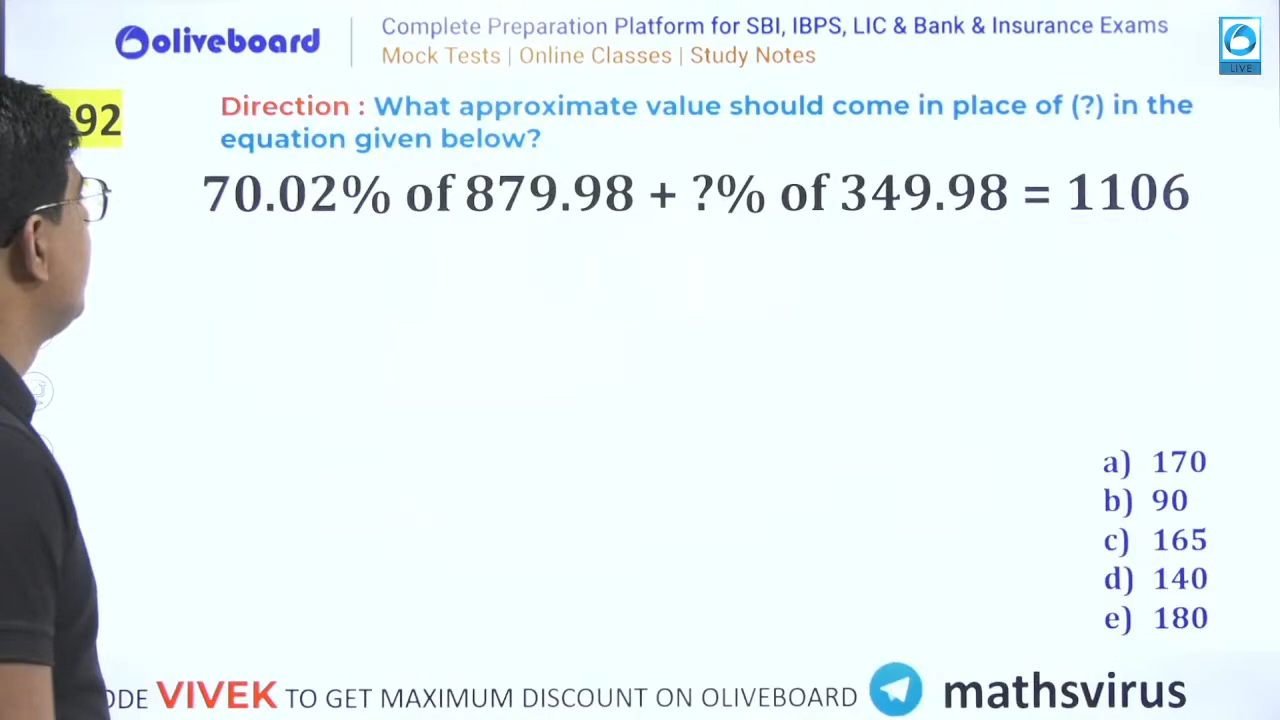 oliveboard
Complete Preparation Platform for SBI, IBPS, LIC & Bank & Insurance Exams
Mock Tests | Online Classes | Study Notes
LIVE
92
Direction : What approximate value should come in place of (?) in the
equation given below?
70.02% of 879.98 + ?% of 349.98 = 1106
a) 170
b) 90
c) 165
d) 140
e) 180
VIVEK TO GET MAXIMUM DISCOUNT ON OLIVEBOARD
mathsvirus